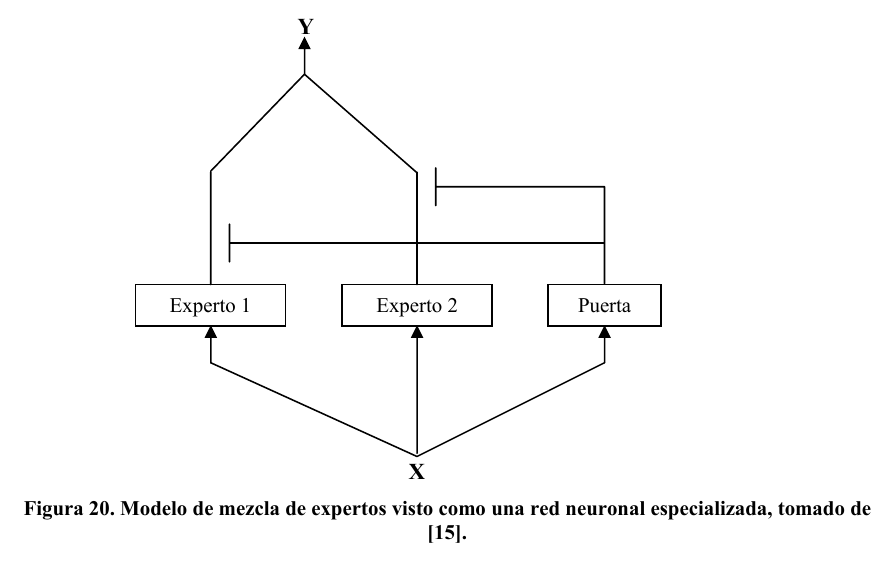 Y
Experto 1
Experto 2
Puerta
X
Figura 20. Modelo de mezcla de expertos visto como una red neuronal especializada, tomado de
[15].